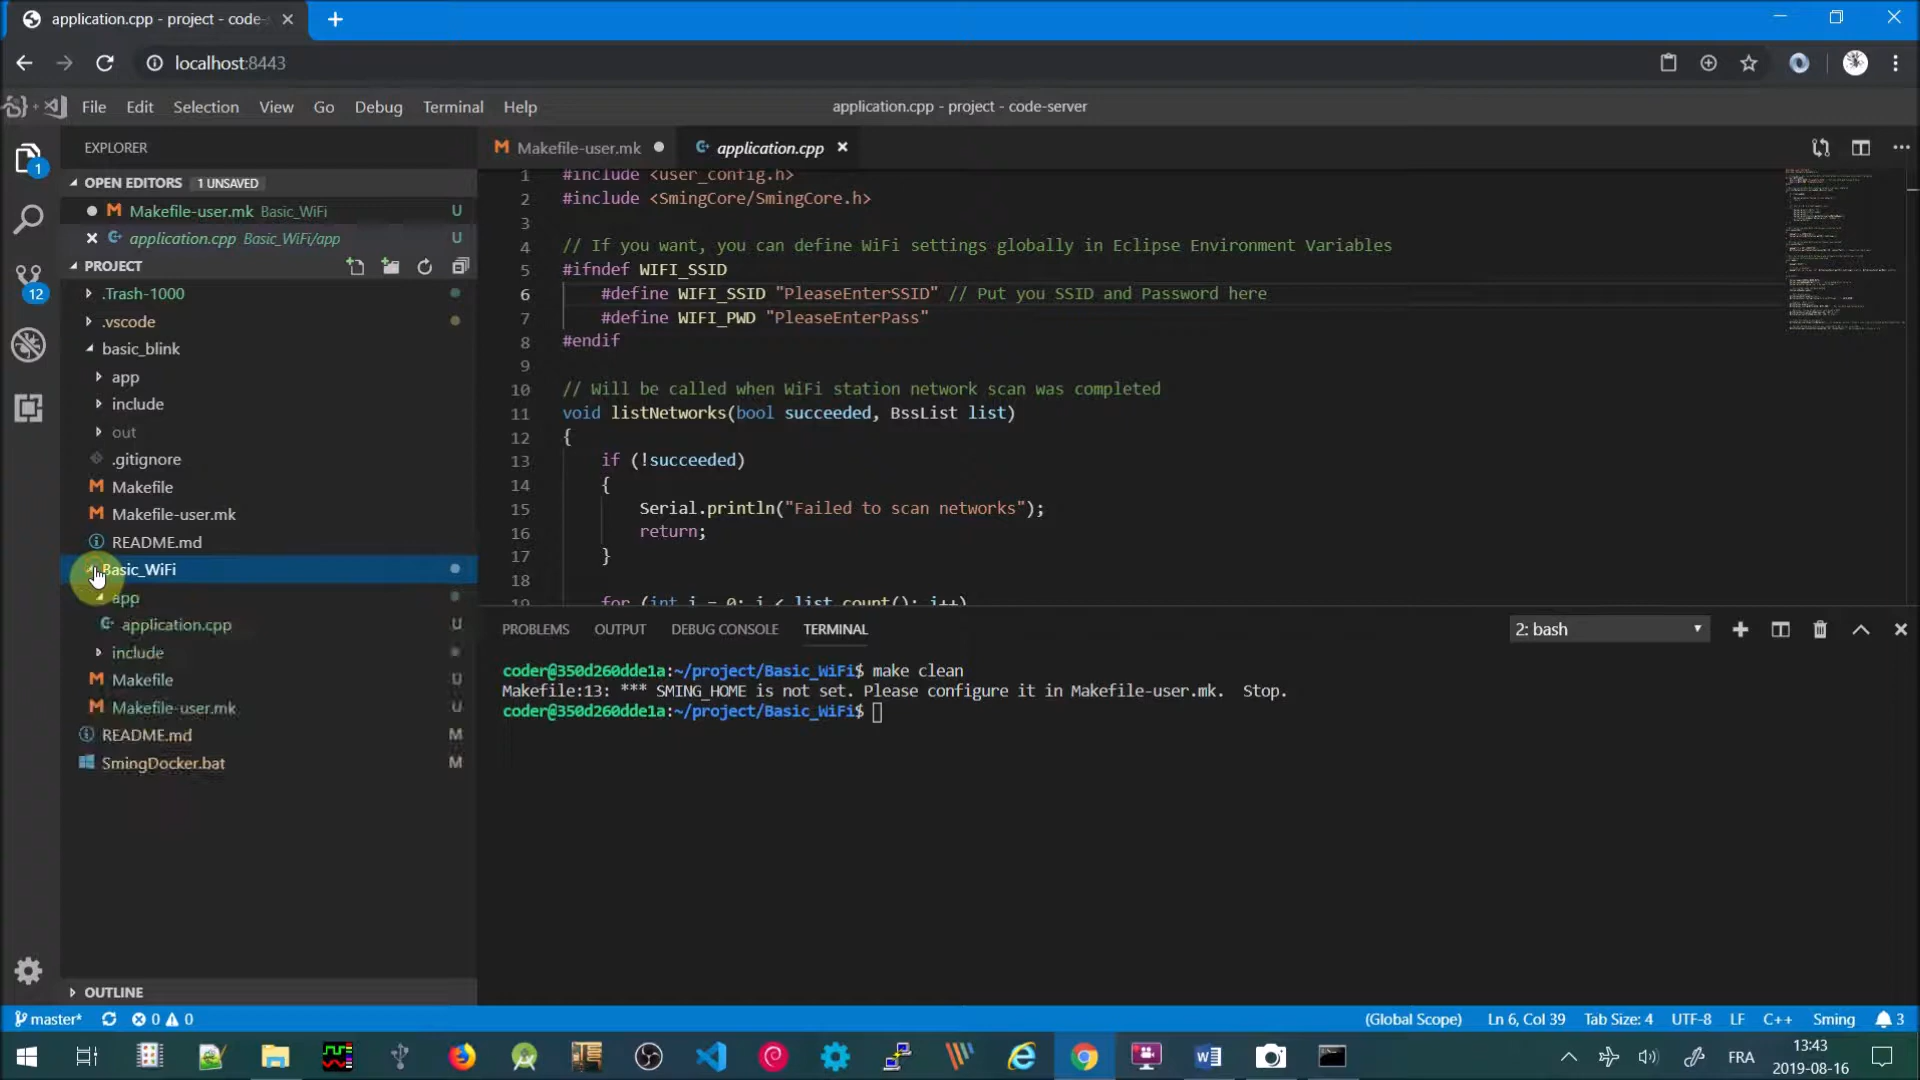 application.cpp - project - code-
localhost:8443
File Edit Selection View Go Debug Terminal Help
application.cpp - project - code-server
1
12
EXPLORER
OPEN EDITORS 1 UNSAVED
Makefile-user.mk Basic_WiFi U
application.cpp Basic_WiFi/app U
PROJECT
.Trash-1000
.vscode
basic_blink
app
include
out
.gitignore
Makefile
Makefile-user.mk
README.md
Basic_WiFi
app
application.cpp U
include
Makefile U
Makefile-user.mk U
README.md M
SmingDocker.bat M
OUTLINE
Makefile-user.mk
application.cpp
1 #include <user_config.h>
2 #include <SmingCore/SmingCore.h>
3
4 // If you want, you can define WiFi settings globally in Eclipse Environment Variables
5 #ifndef WIFI_SSID
6 #define WIFI_SSID "PleaseEnterSSID" // Put you SSID and Password here
7 #define WIFI_PWD "PleaseEnterPass"
8 #endif
9
10 // Will be called when WiFi station network scan was completed
11 void listNetworks(bool succeeded, BssList list)
12 {
13 if (!succeeded)
14 {
15 Serial.println("Failed to scan networks");
16 return;
17 }
18
19 for (int i = 0; i < list.count(); i++)
PROBLEMS OUTPUT DEBUG CONSOLE TERMINAL
2: bash
coder@350d260dde1a:~/project/Basic_WiFi$ make clean
Makefile:13: *** SMING_HOME is not set. Please configure it in Makefile-user.mk.  Stop.
coder@350d260dde1a:~/project/Basic_WiFi$
master* 0 0
(Global Scope) Ln 6, Col 39 Tab Size: 4 UTF-8 LF C++ Sming 3
FRA
13:43
2019-08-16